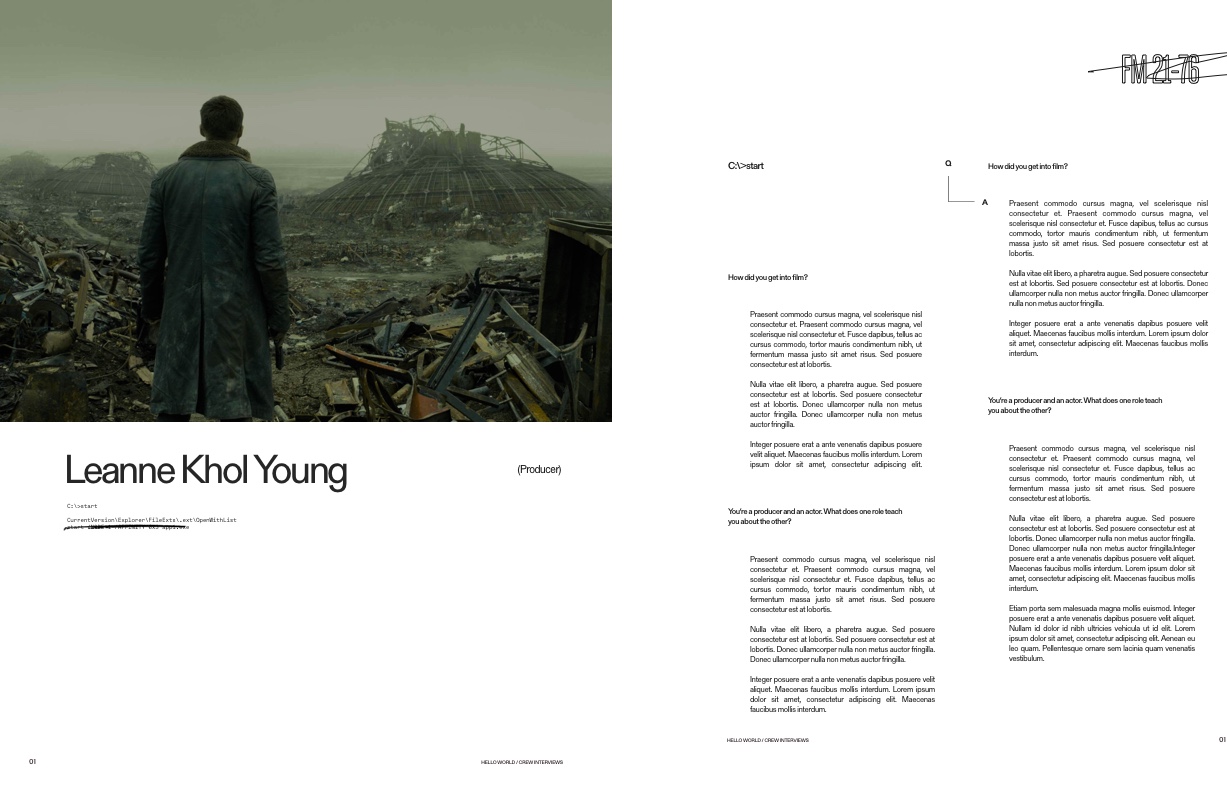 Leanne Khol Young
(Producer)
C:\>start
CurrentVersion\Explorer\FileExts\.ext\OpenWithList
01
HELLO WORLD / CREW INTERVIEWS
FM 21-76
C:\>start
How did you get into film?
Praesent commodo cursus magna, vel scelerisque nisl
consectetur et. Praesent commodo cursus magna, vel
scelerisque nisl consectetur et. Fusce dapibus, tellus ac
cursus commodo, tortor mauris condimentum nibh, ut
fermentum massa justo sit amet risus. Sed posuere
consectetur est at lobortis.
Nulla vitae elit libero, a pharetra augue. Sed posuere
consectetur est at lobortis. Sed posuere consectetur
est at lobortis. Donec ullamcorper nulla non metus
auctor fringilla. Donec ullamcorper nulla non metus
auctor fringilla.
Integer posuere erat a ante venenatis dapibus posuere
velit aliquet. Maecenas faucibus mollis interdum. Lorem
ipsum dolor sit amet, consectetur adipiscing elit.
You're a producer and an actor. What does one role teach
you about the other?
Praesent commodo cursus magna, vel scelerisque nisl
consectetur et. Praesent commodo cursus magna, vel
scelerisque nisl consectetur et. Fusce dapibus, tellus ac
cursus commodo, tortor mauris condimentum nibh, ut
fermentum massa justo sit amet risus. Sed posuere
consectetur est at lobortis.
Nulla vitae elit libero, a pharetra augue. Sed posuere
consectetur est at lobortis. Sed posuere consectetur est at
lobortis. Donec ullamcorper nulla non metus auctor fringilla.
Donec ullamcorper nulla non metus auctor fringilla.
Integer posuere erat a ante venenatis dapibus posuere velit
aliquet. Maecenas faucibus mollis interdum. Lorem ipsum
dolor sit amet, consectetur adipiscing elit. Maecenas
faucibus mollis interdum.
Q
How did you get into film?
A
Praesent commodo cursus magna, vel scelerisque nisl
consectetur et. Praesent commodo cursus magna, vel
scelerisque nisl consectetur et. Fusce dapibus, tellus ac cursus
commodo, tortor mauris condimentum nibh, ut fermentum
massa justo sit amet risus. Sed posuere consectetur est at
lobortis.
Nulla vitae elit libero, a pharetra augue. Sed posuere consectetur
est at lobortis. Sed posuere consectetur est at lobortis. Donec
ullamcorper nulla non metus auctor fringilla. Donec ullamcorper
nulla non metus auctor fringilla.
Integer posuere erat a ante venenatis dapibus posuere velit
aliquet. Maecenas faucibus mollis interdum. Lorem ipsum dolor
sit amet, consectetur adipiscing elit. Maecenas faucibus mollis
interdum.
You're a producer and an actor. What does one role teach
you about the other?
Praesent commodo cursus magna, vel scelerisque nisl
consectetur et. Praesent commodo cursus magna, vel
scelerisque nisl consectetur et. Fusce dapibus, tellus ac
cursus commodo, tortor mauris condimentum nibh, ut
fermentum massa justo sit amet risus. Sed posuere
consectetur est at lobortis.
Nulla vitae elit libero, a pharetra augue. Sed posuere
consectetur est at lobortis. Sed posuere consectetur est at
lobortis. Donec ullamcorper nulla non metus auctor fringilla.
Donec ullamcorper nulla non metus auctor fringilla.Integer
posuere erat a ante venenatis dapibus posuere velit aliquet.
Maecenas faucibus mollis interdum. Lorem ipsum dolor sit
amet, consectetur adipiscing elit. Maecenas faucibus mollis
interdum.
Etiam porta sem malesuada magna mollis euismod. Integer
posuere erat a ante venenatis dapibus posuere velit aliquet.
Nullam id dolor id nibh ultricies vehicula ut id elit. Lorem
ipsum dolor sit amet, consectetur adipiscing elit. Aenean eu
leo quam. Pellentesque ornare sem lacinia quam venenatis
vestibulum.
HELLO WORLD / CREW INTERVIEWS
01